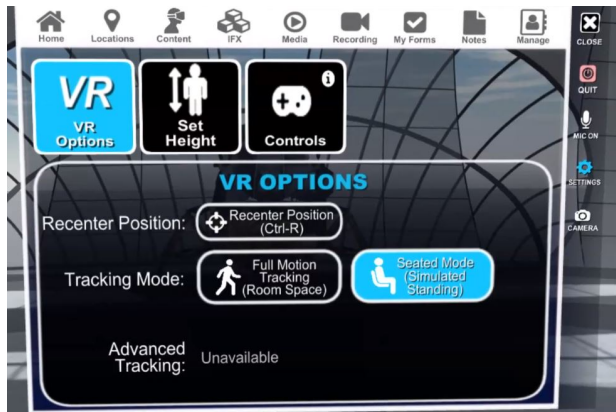 Home
Locations
Content
IFX
Media
Recording
My Forms
Notes
Manage
CLOSE
QUIT
MIC ON
SETTINGS
CAMERA
VR
VR
Options
Set
Height
i
Controls
VR OPTIONS
Recenter Position:
Recenter Position
(Ctrl-R)
Tracking Mode:
Full Motion
Tracking
(Room Space)
Seated Mode
(Simulated
Standing)
Advanced
Tracking:
Unavailable